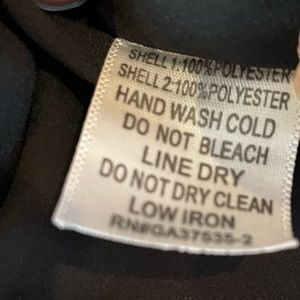 SHELL 1:100%POLYESTER
SHELL 2:100%POLYESTER
HAND WASH COLD
DO NOT BLEACH
LINE DRY
DO NOT DRY CLEAN
LOW IRON
RN#GA37535-2